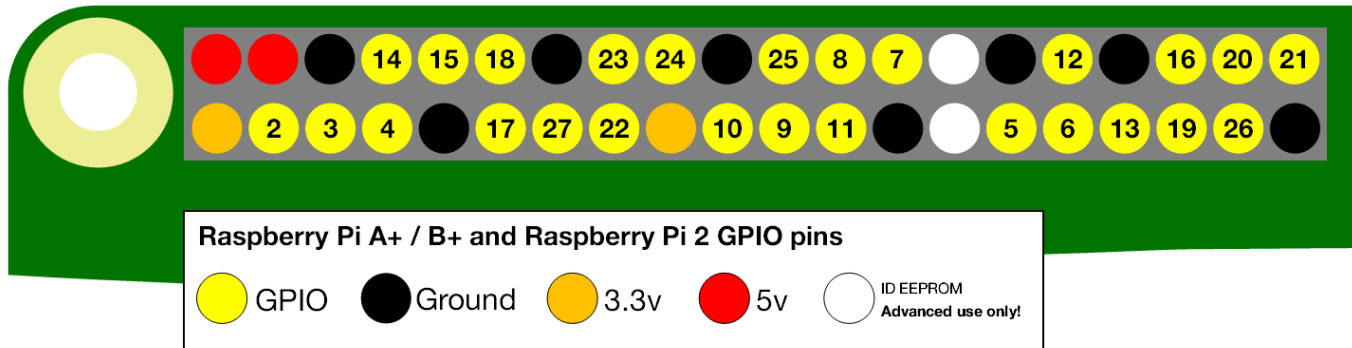 14 15 18 23 24 25 8 7 12 16 20 21
2 3 4 17 27 22 10 9 11 5 6 13 19 26
Raspberry Pi A+ / B+ and Raspberry Pi 2 GPIO pins
GPIO Ground 3.3v 5v ID EEPROM
Advanced use only!